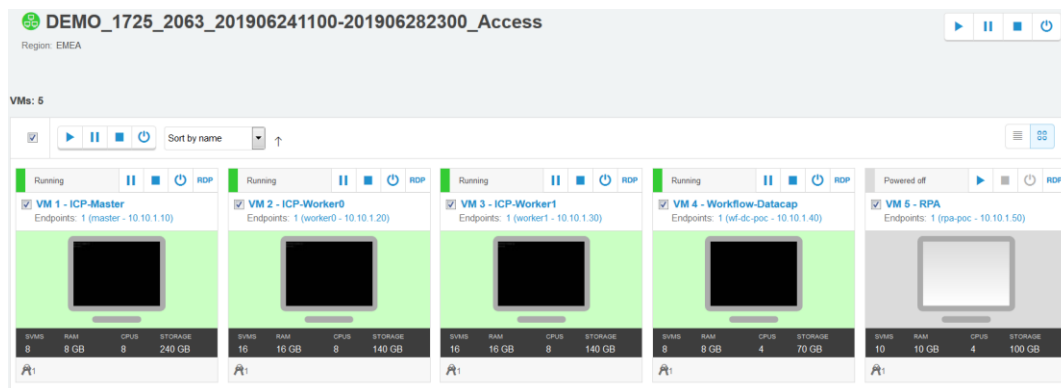 DEMO_1725_2063_201906241100-201906282300_Access
Region: EMEA
VMs: 5
Sort by name
Running RDP
VM 1 - ICP-Master
Endpoints: 1 (master - 10.10.1.10)
SVMS RAM CPUS STORAGE
8 8 GB 8 240 GB
1
Running RDP
VM 2 - ICP-Worker0
Endpoints: 1 (worker0 - 10.10.1.20)
SVMS RAM CPUS STORAGE
16 16 GB 8 140 GB
1
Running RDP
VM 3 - ICP-Worker1
Endpoints: 1 (worker1 - 10.10.1.30)
SVMS RAM CPUS STORAGE
16 16 GB 8 140 GB
1
Running RDP
VM 4 - Workflow-Datacap
Endpoints: 1 (wf-dc-poc - 10.10.1.40)
SVMS RAM CPUS STORAGE
8 8 GB 4 70 GB
1
Powered off RDP
VM 5 - RPA
Endpoints: 1 (rpa-poc - 10.10.1.50)
SVMS RAM CPUS STORAGE
10 10 GB 4 100 GB
1